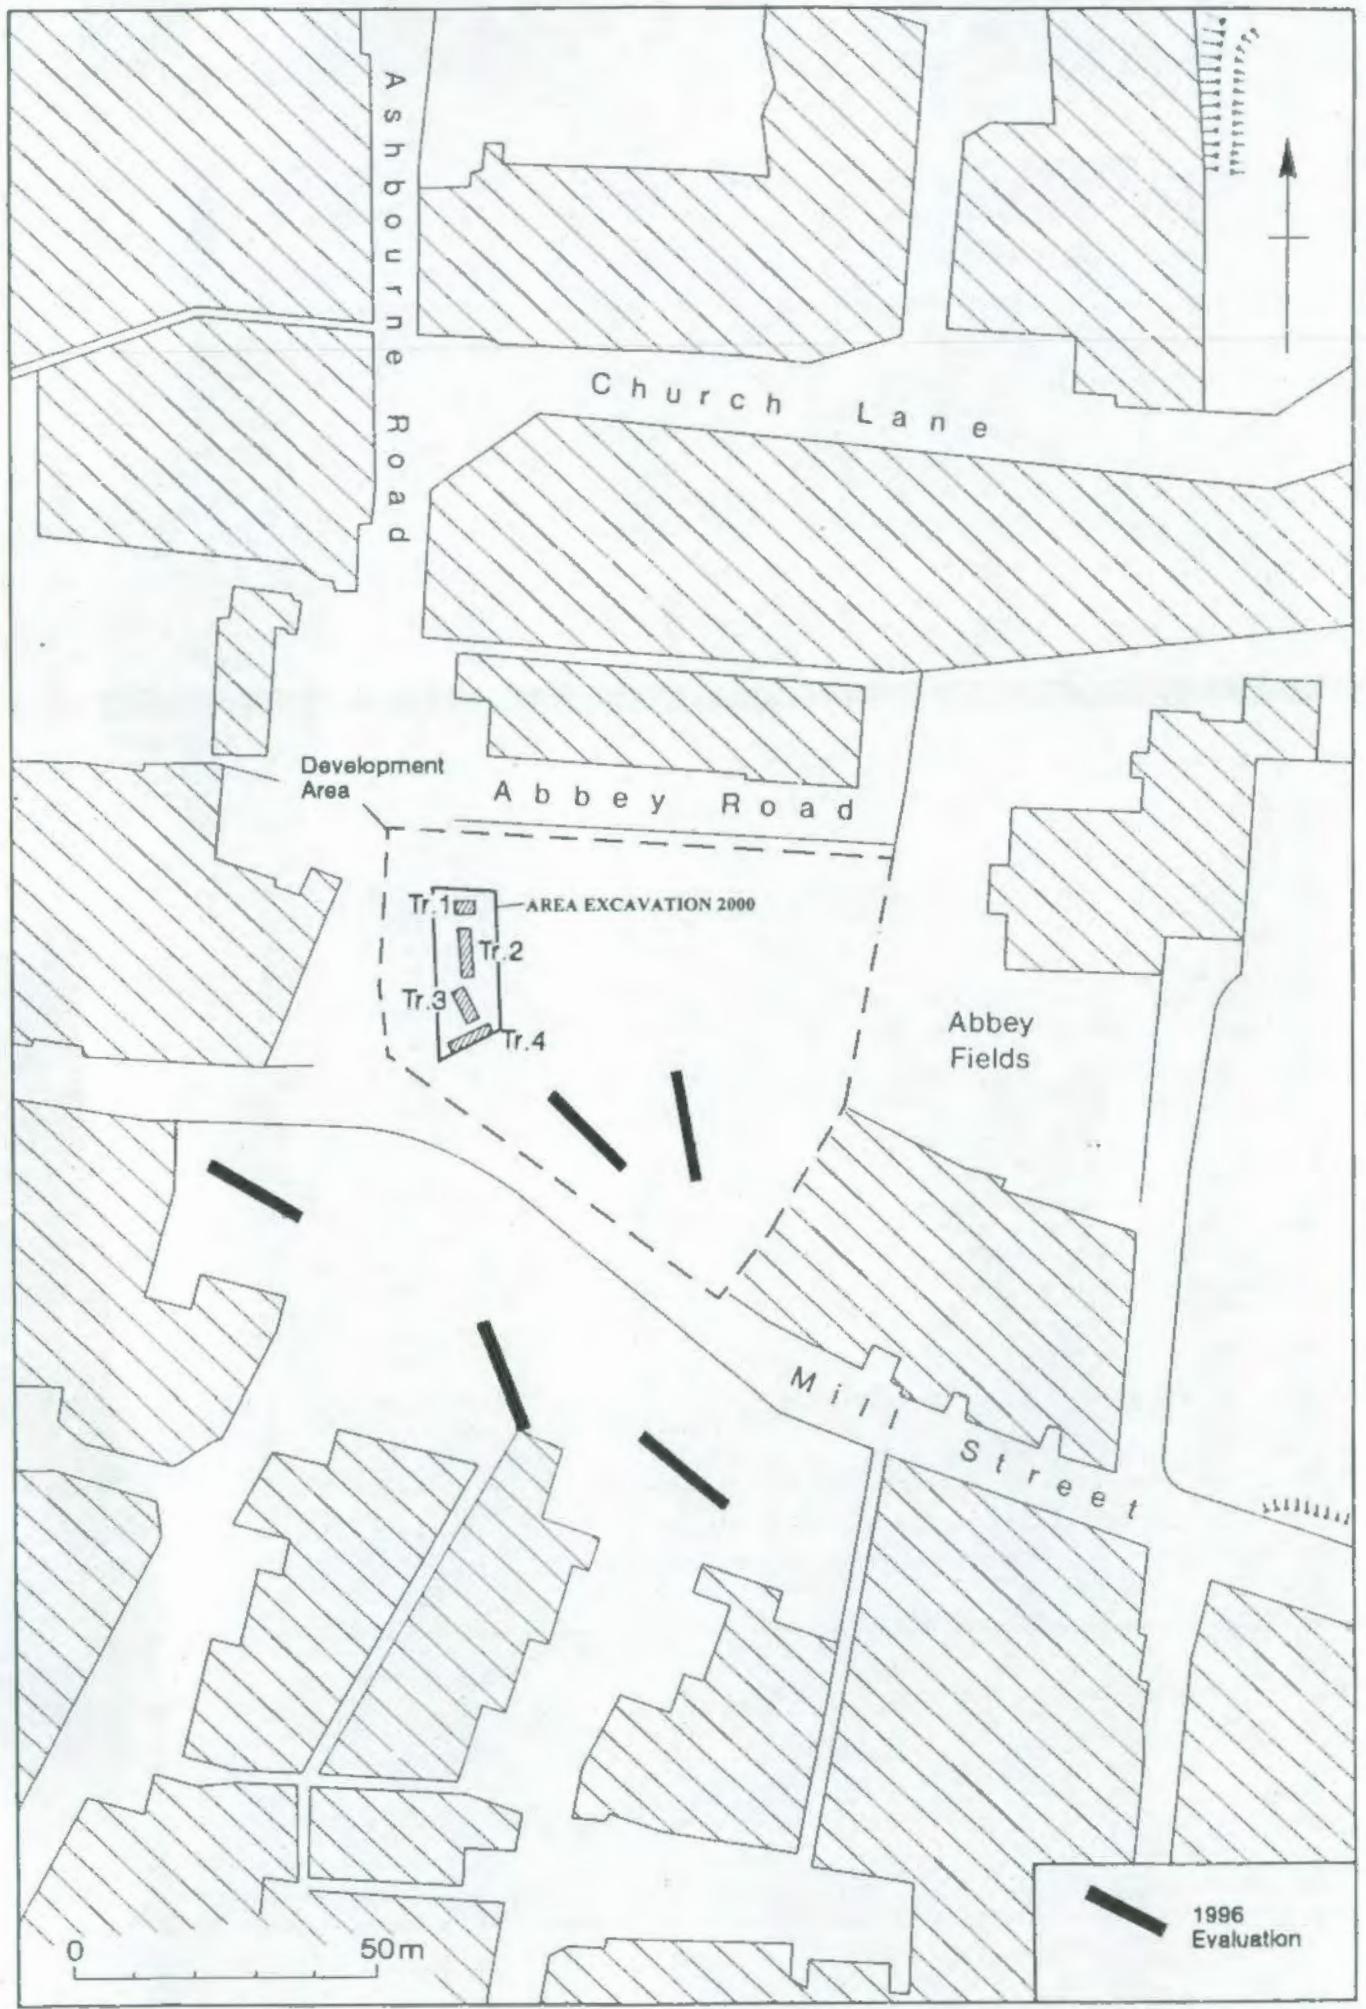 Ashbourne Road
Church Lane
Development
Area
Abbey Road
Tr.1
AREA EXCAVATION 2000
Tr.2
Tr.3
Tr.4
Abbey
Fields
Mill Street
1996
Evaluation
0 50m